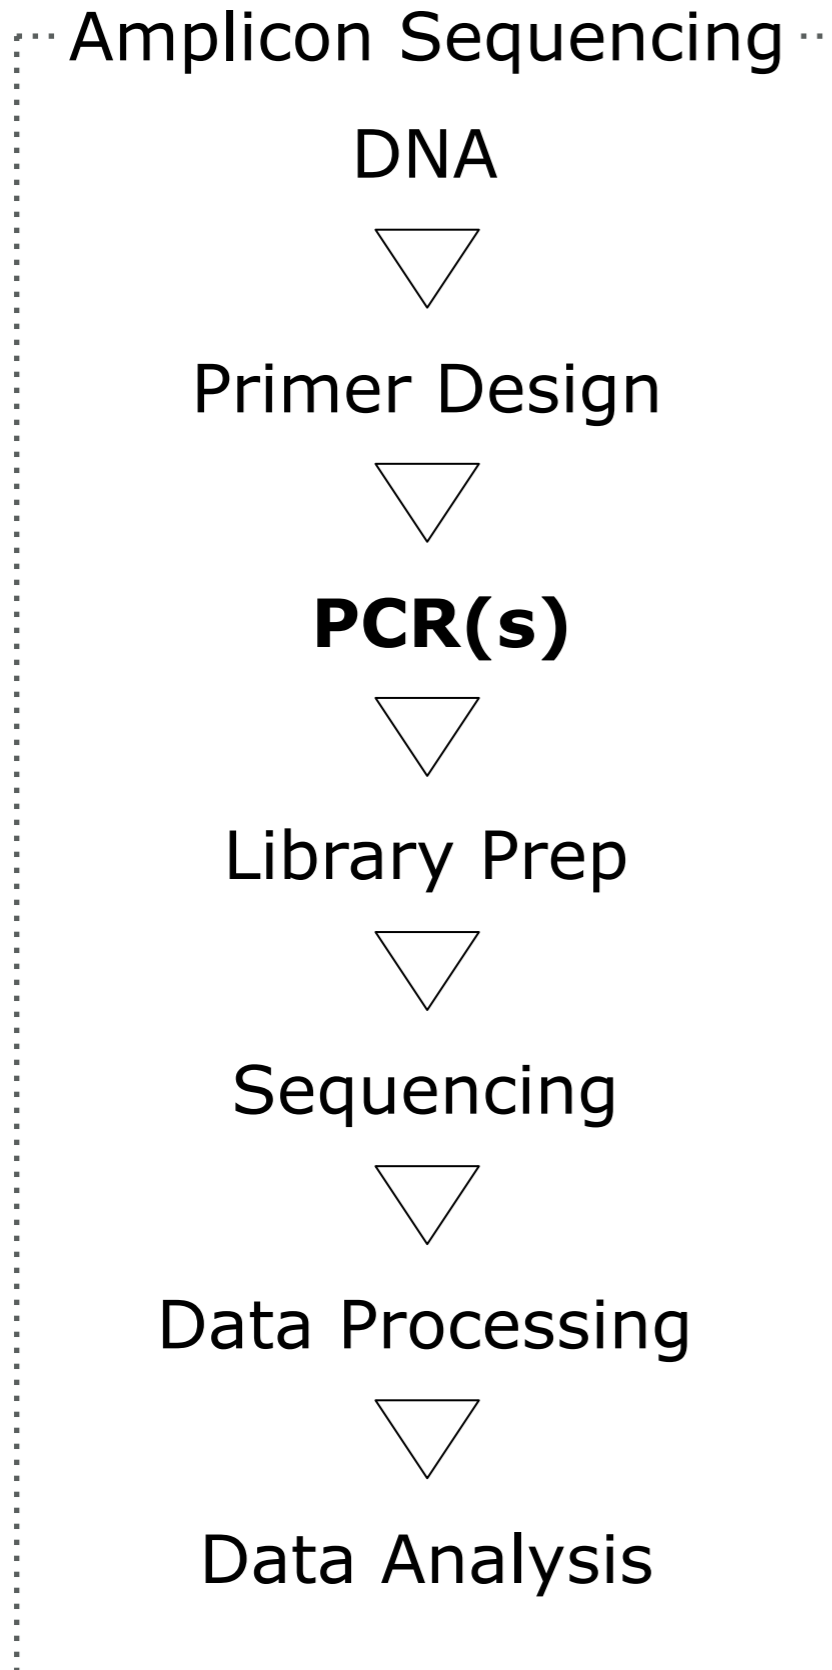 Amplicon Sequencing
DNA
Primer Design
PCR(s)
Library Prep
Sequencing
Data Processing
Data Analysis